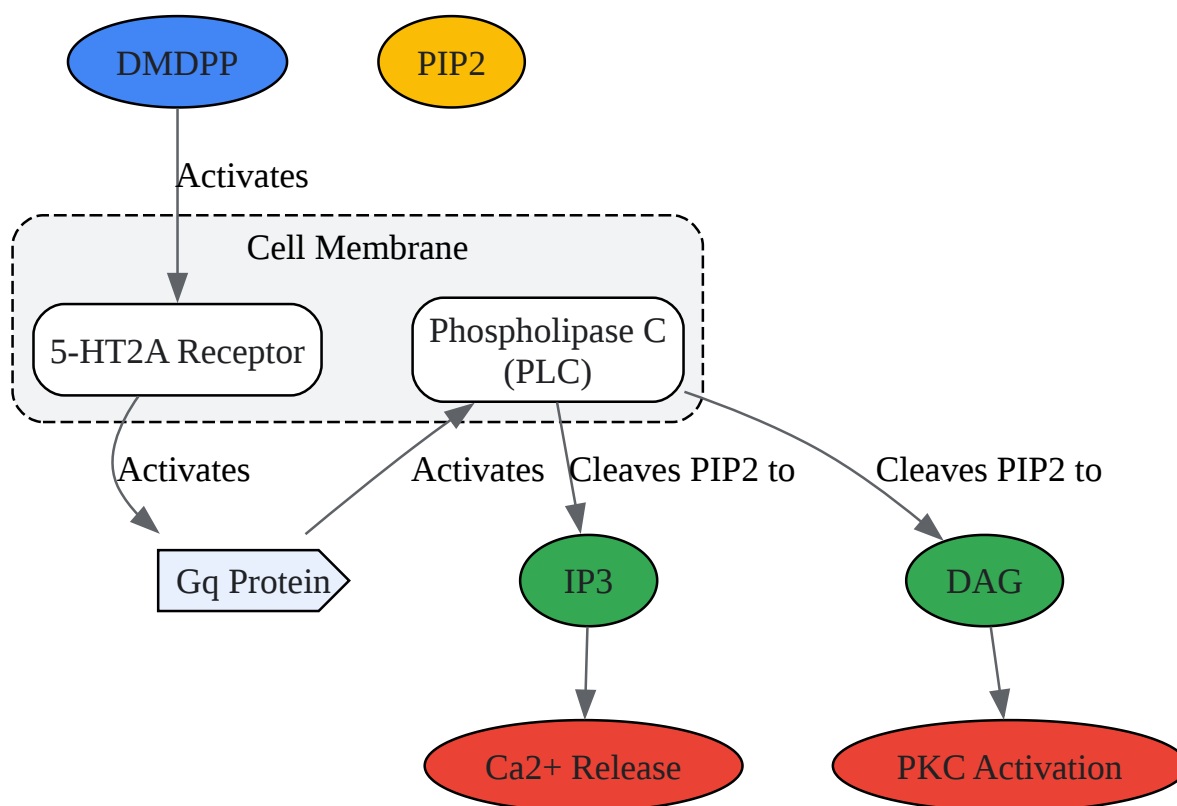 DMDPP
PIP2
Activates
Cell Membrane
5-HT2A Receptor
Phospholipase C
(PLC)
Activates
Activates
Cleaves PIP2 to
Cleaves PIP2 to
Gq Protein
IP3
DAG
Ca2+ Release
PKC Activation